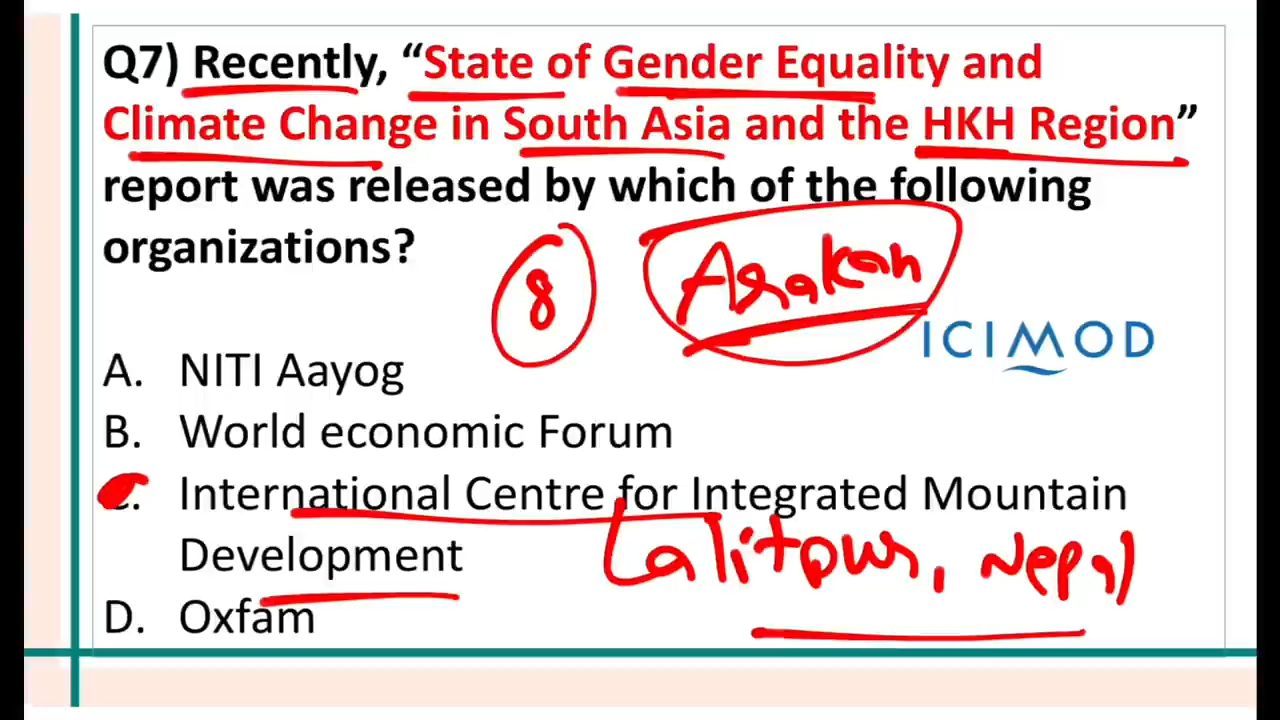 Q7) Recently, “State of Gender Equality and
Climate Change in South Asia and the HKH Region”
report was released by which of the following
organizations?
8 Arakan
ICIMOD
A. NITI Aayog
B. World economic Forum
C. International Centre for Integrated Mountain
Development
Lalitpur, Nepal
D. Oxfam